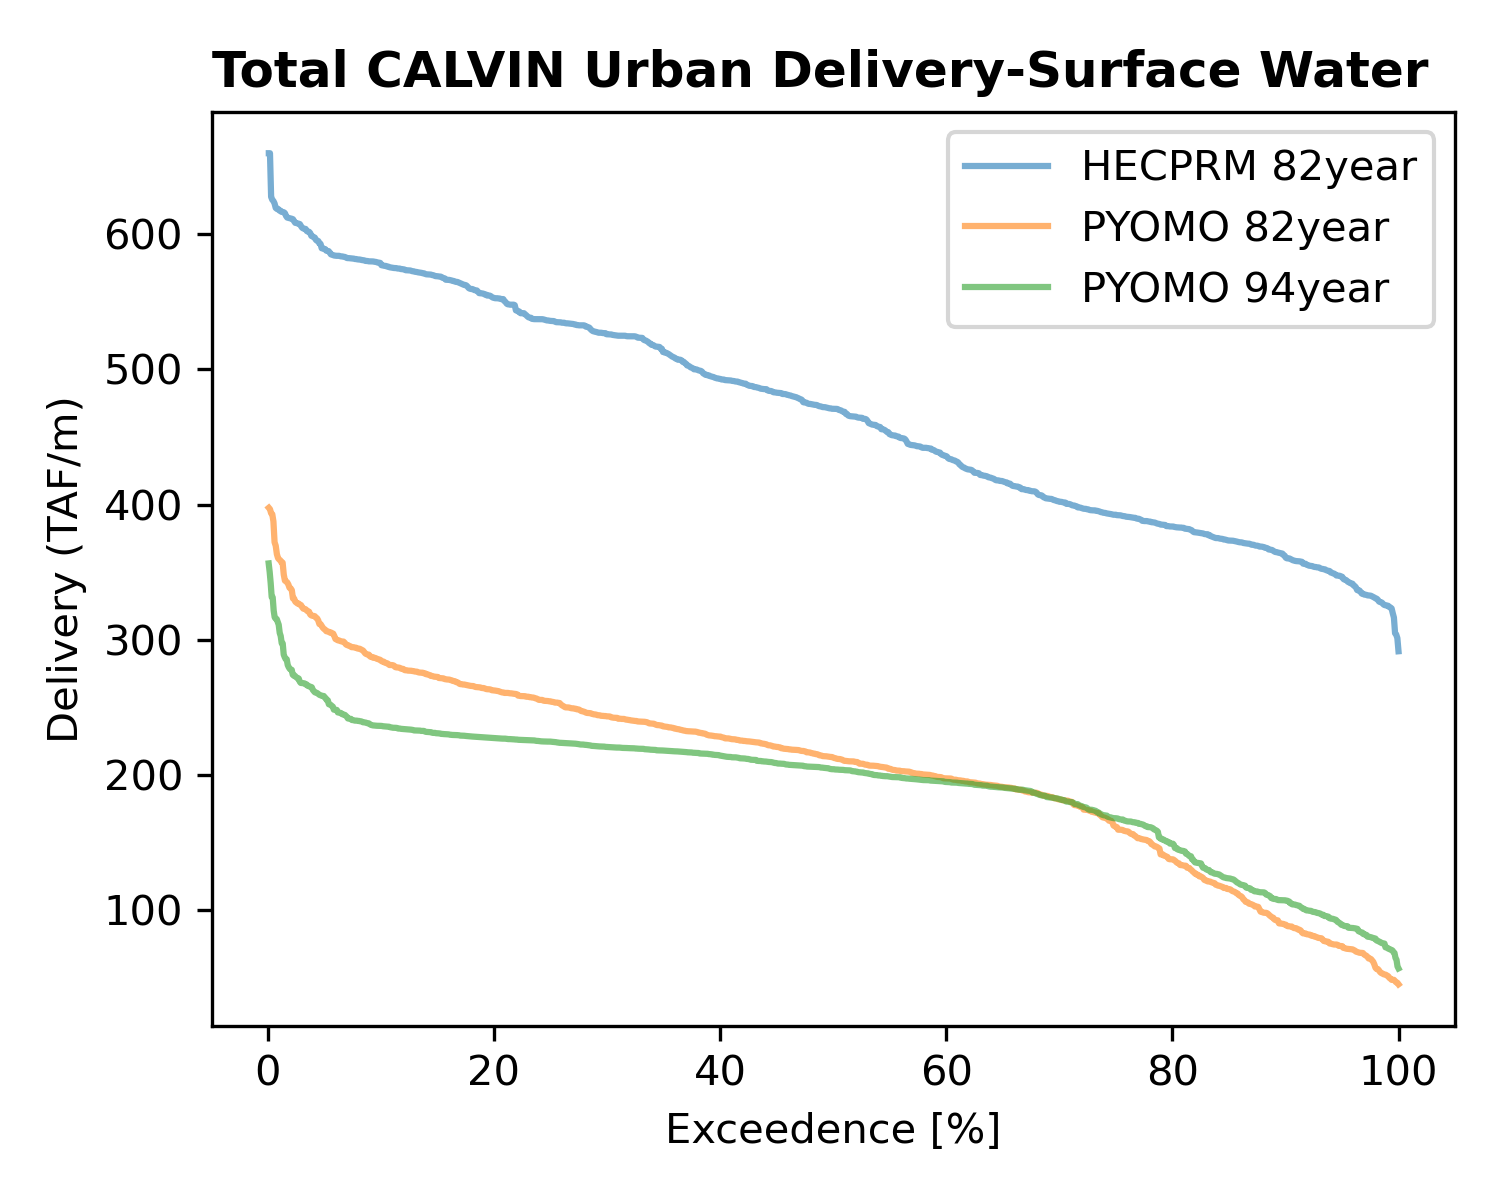 Total CALVIN Urban Delivery-Surface Water
HECPRM 82year
PYOMO 82year
PYOMO 94year
Delivery (TAF/m)
600
500
400
300
200
100
0 20 40 60 80 100
Exceedence [%]